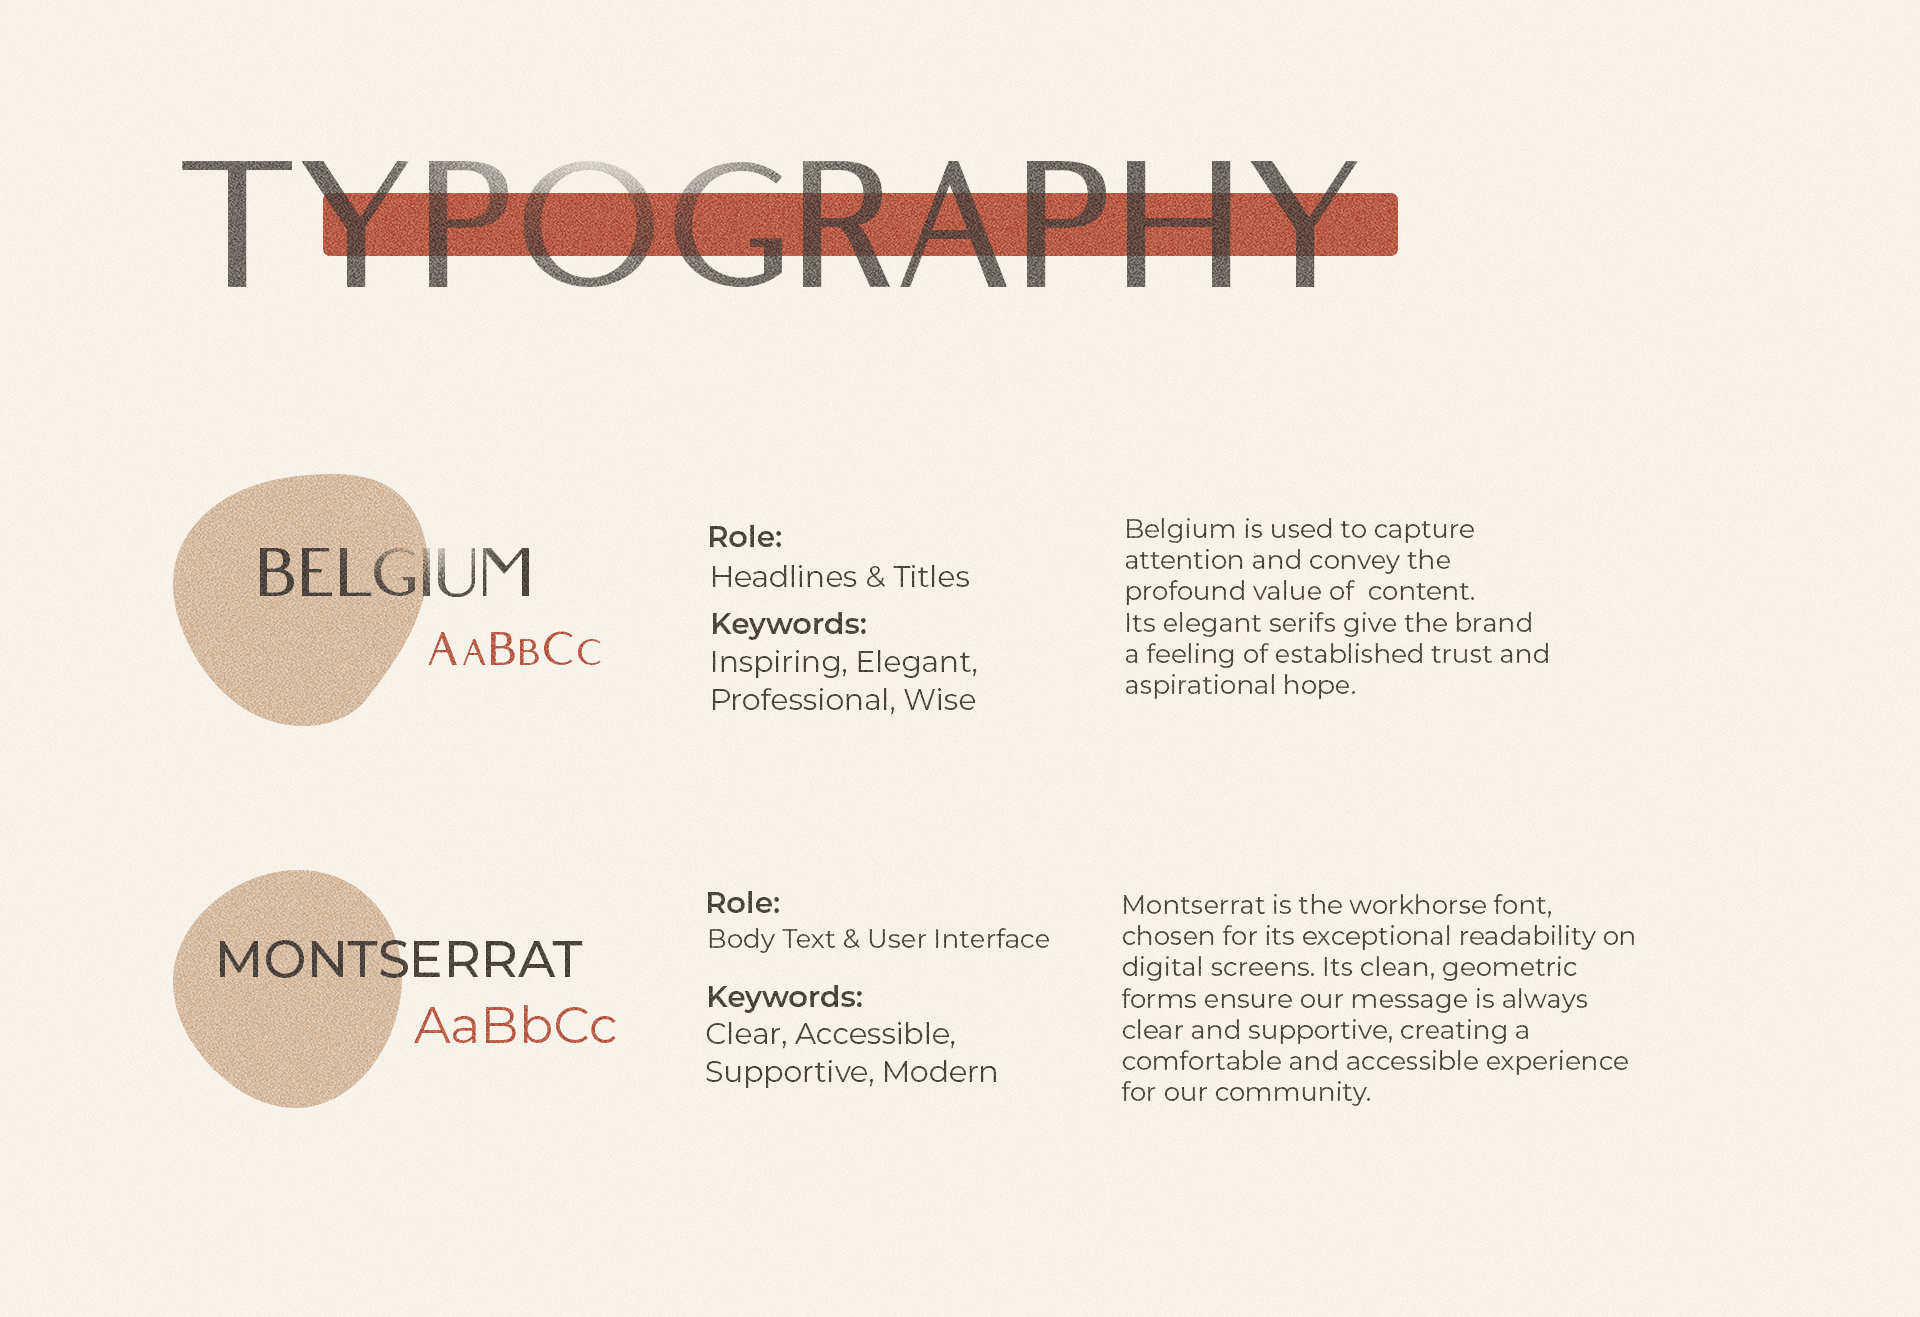 TYPOGRAPHY
BELGIUM
AaBbCc
Role:
Headlines & Titles
Keywords:
Inspiring, Elegant,
Professional, Wise
Belgium is used to capture
attention and convey the
profound value of  content.
Its elegant serifs give the brand
a feeling of established trust and
aspirational hope.
MONTSERRAT
AaBbCc
Role:
Body Text & User Interface
Keywords:
Clear, Accessible,
Supportive, Modern
Montserrat is the workhorse font,
chosen for its exceptional readability on
digital screens. Its clean, geometric
forms ensure our message is always
clear and supportive, creating a
comfortable and accessible experience
for our community.